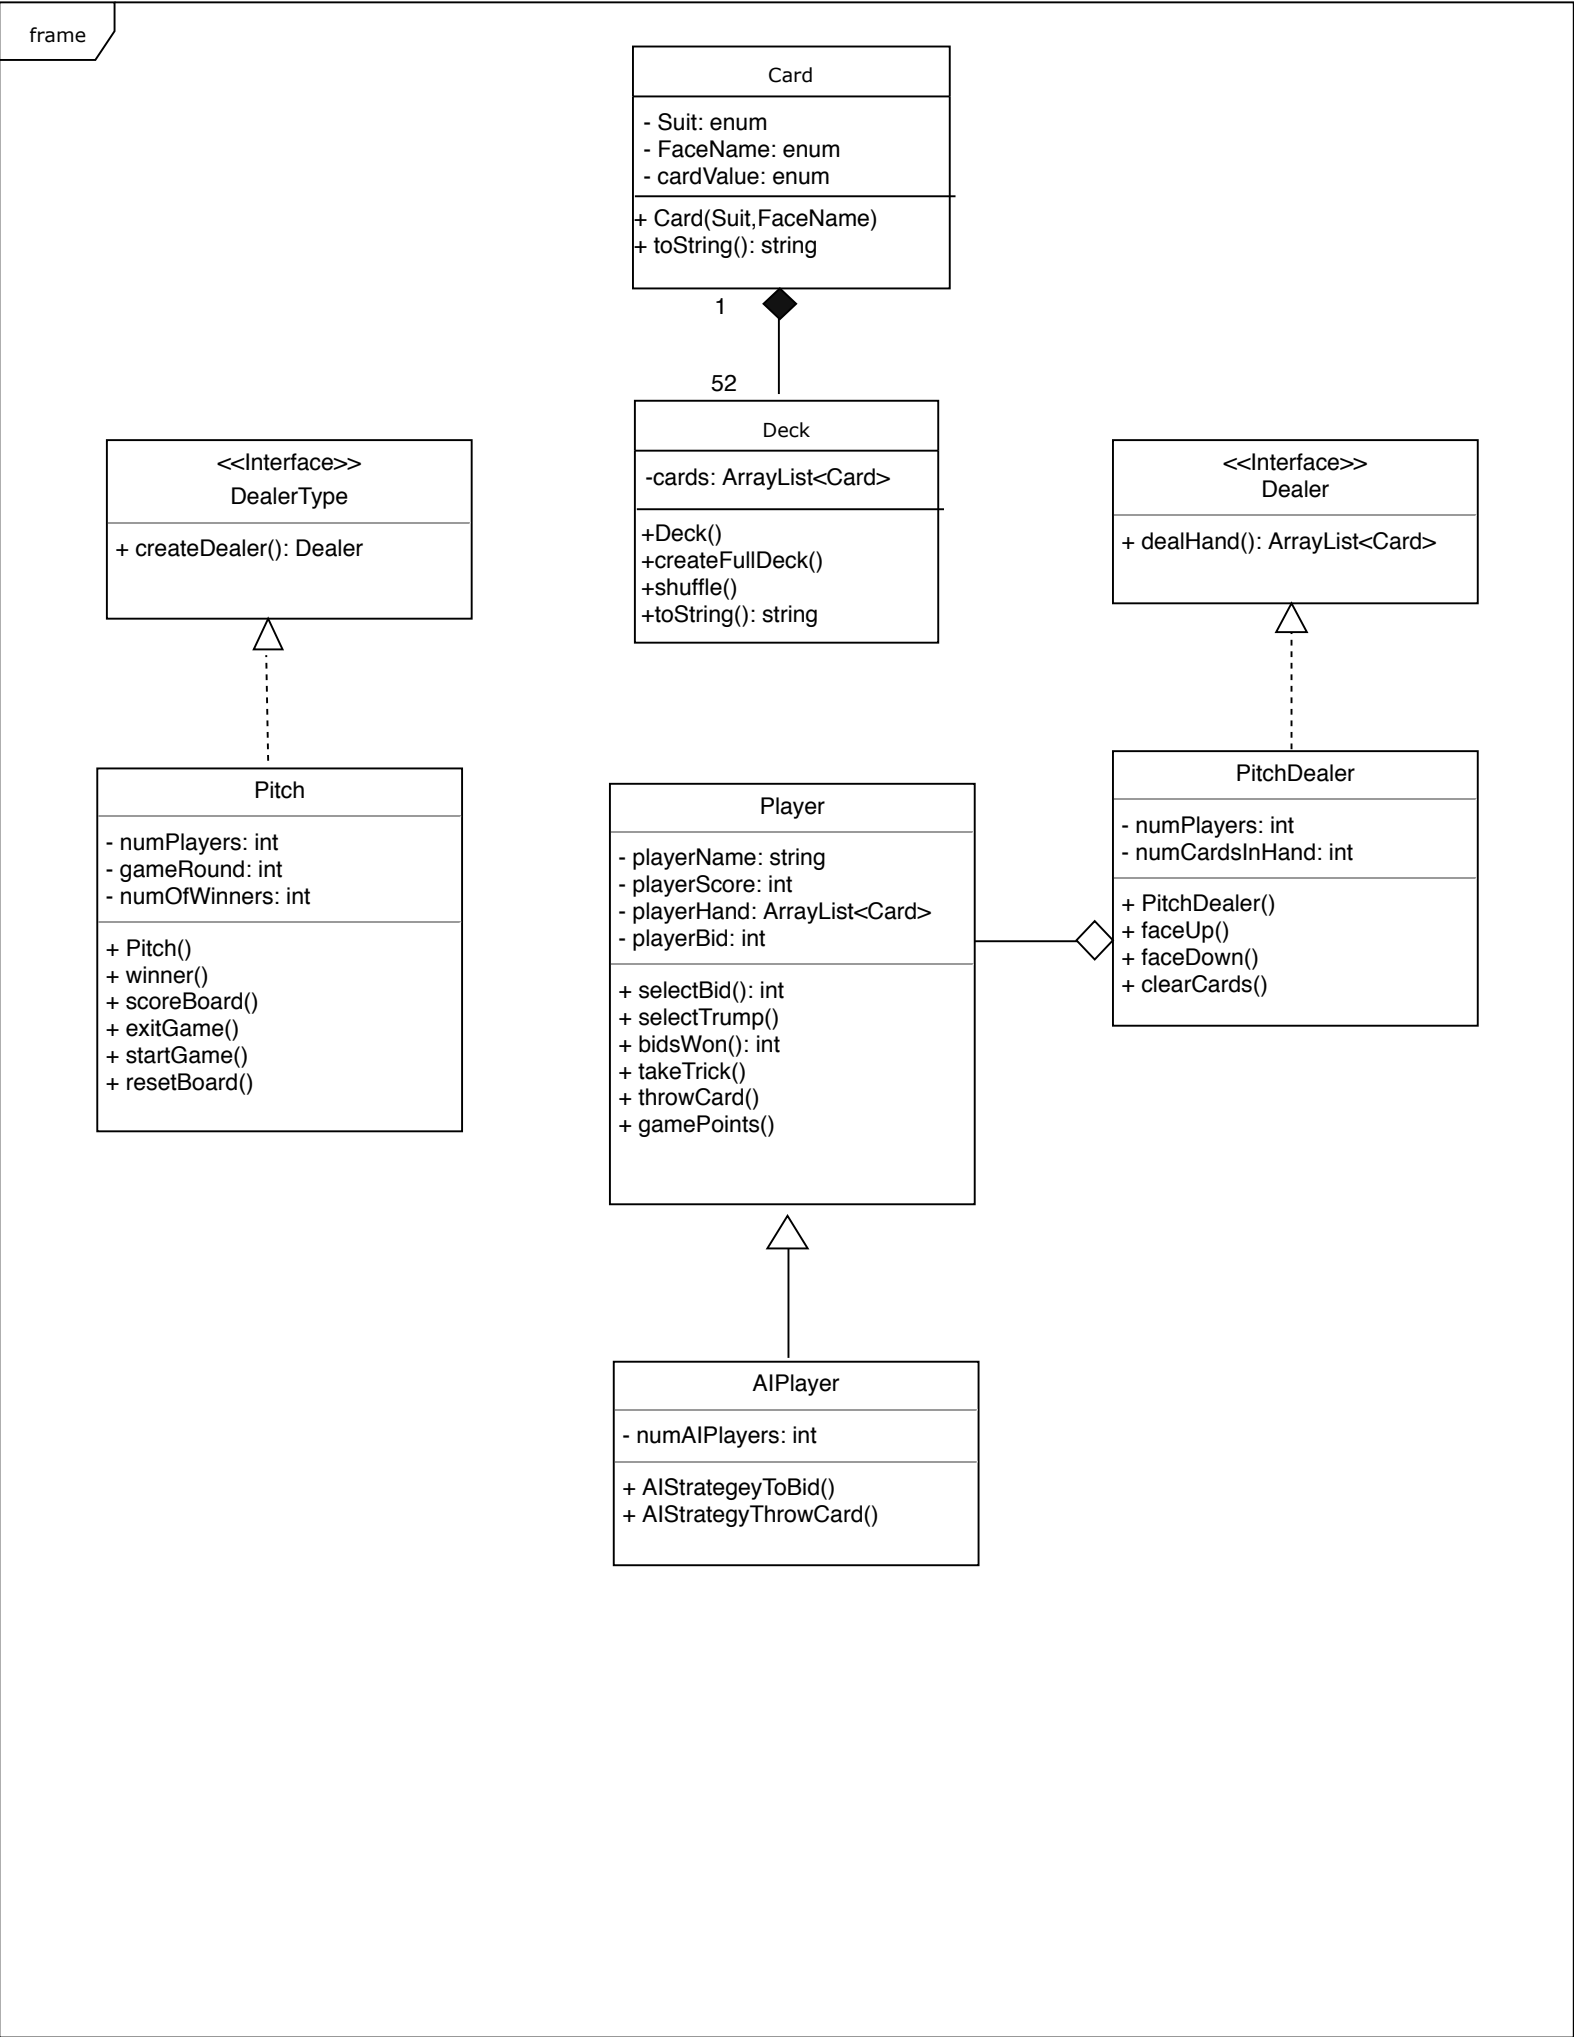 frame
Card
- Suit: enum
- FaceName: enum
- cardValue: enum
+ Card(Suit,FaceName)
+ toString(): string
1
52
Deck
-cards: ArrayList<Card>
+Deck()
+createFullDeck()
+shuffle()
+toString(): string
<<Interface>>
DealerType
+ createDealer(): Dealer
<<Interface>>
Dealer
+ dealHand(): ArrayList<Card>
Pitch
- numPlayers: int
- gameRound: int
- numOfWinners: int
+ Pitch()
+ winner()
+ scoreBoard()
+ exitGame()
+ startGame()
+ resetBoard()
Player
- playerName: string
- playerScore: int
- playerHand: ArrayList<Card>
- playerBid: int
+ selectBid(): int
+ selectTrump()
+ bidsWon(): int
+ takeTrick()
+ throwCard()
+ gamePoints()
PitchDealer
- numPlayers: int
- numCardsInHand: int
+ PitchDealer()
+ faceUp()
+ faceDown()
+ clearCards()
AIPlayer
- numAIPlayers: int
+ AIStrategeyToBid()
+ AIStrategyThrowCard()